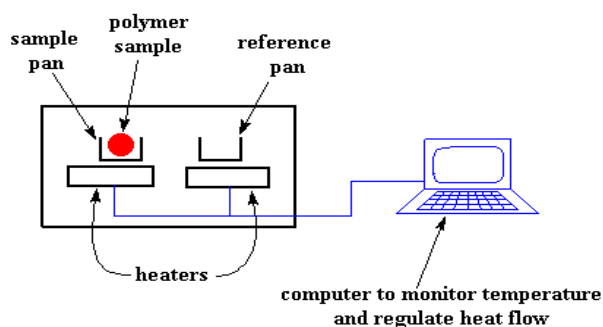 polymer
sample
sample
pan
reference
pan
heaters
computer to monitor temperature
and regulate heat flow